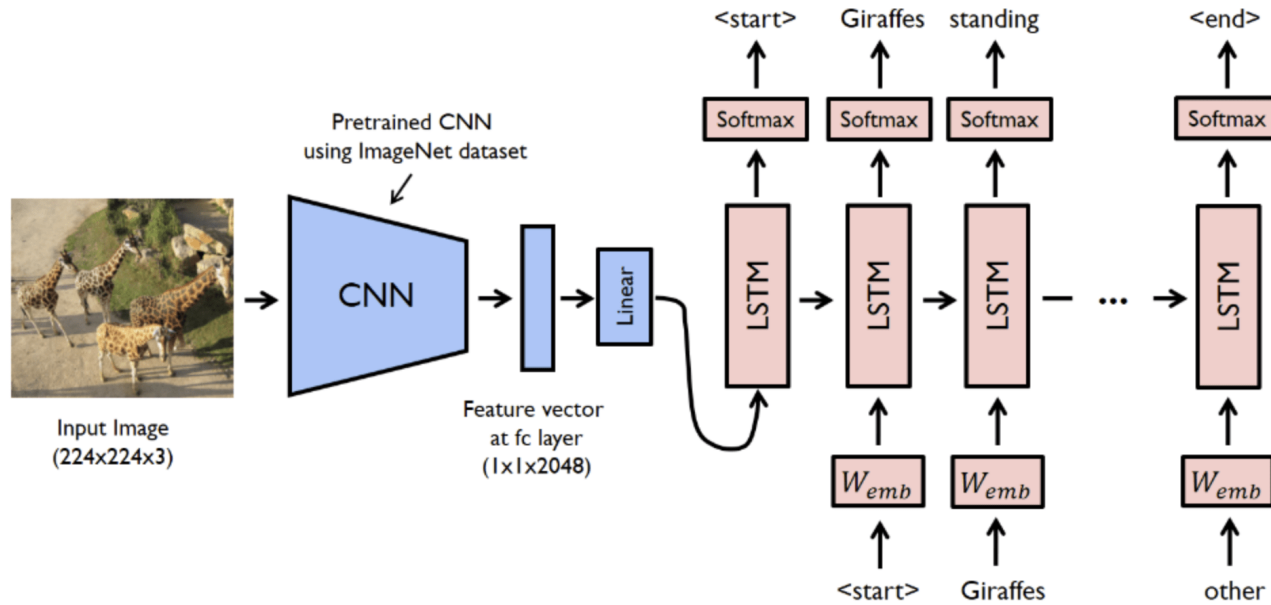 <start> Giraffes standing <end>
Softmax Softmax Softmax Softmax
Pretrained CNN
using ImageNet dataset
CNN
Linear
LSTM LSTM LSTM ... LSTM
Input Image
(224x224x3)
Feature vector
at fc layer
(1x1x2048)
W_emb W_emb W_emb
<start> Giraffes other